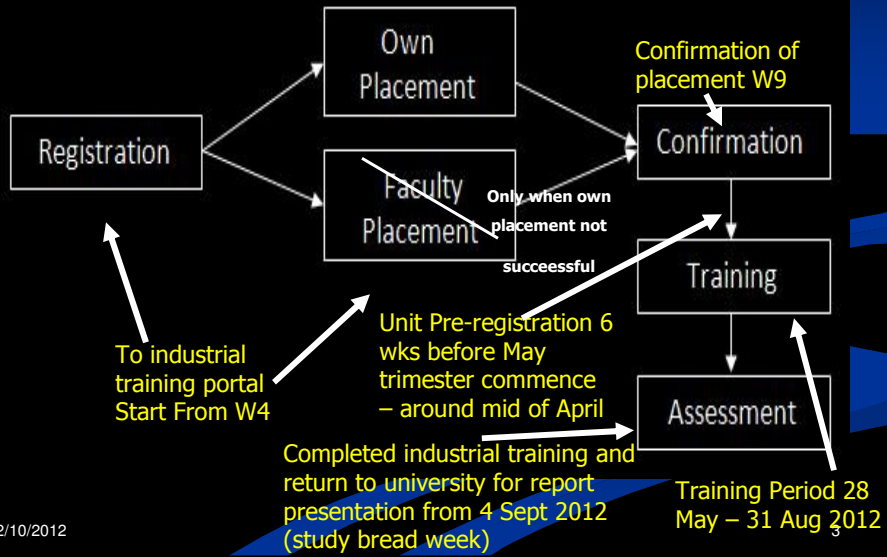 Own
Placement
Confirmation of
placement W9
Registration
Confirmation
Faculty
Placement
Only when own
placement not
succeessful
Training
To industrial
training portal
Start From W4
Unit Pre-registration 6
wks before May
trimester commence
– around mid of April
Assessment
Completed industrial training and
return to university for report
presentation from 4 Sept 2012
(study bread week)
Training Period 28
May – 31 Aug 2012
2/10/2012
3